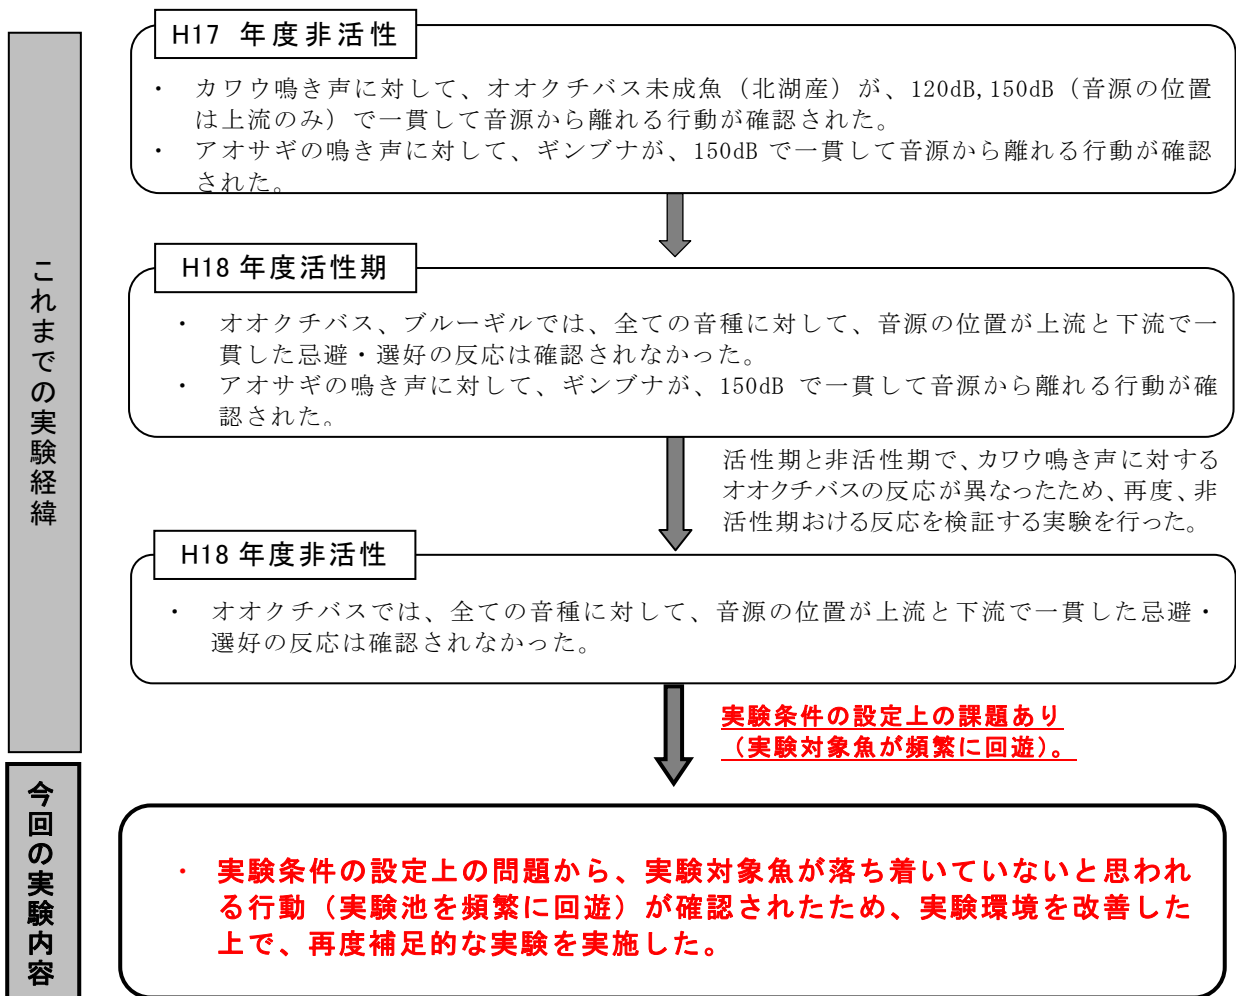 これまでの実験経緯
H17 年度非活性
・ カワウ鳴き声に対して、オオクチバス未成魚（北湖産）が、120dB,150dB（音源の位置
は上流のみ）で一貫して音源から離れる行動が確認された。
・ アオサギの鳴き声に対して、ギンブナが、150dB で一貫して音源から離れる行動が確認
された。
H18 年度活性期
・ オオクチバス、ブルーギルでは、全ての音種に対して、音源の位置が上流と下流で一
貫した忌避・選好の反応は確認されなかった。
・ アオサギの鳴き声に対して、ギンブナが、150dB で一貫して音源から離れる行動が確
認された。
活性期と非活性期で、カワウ鳴き声に対する
オオクチバスの反応が異なったため、再度、非
活性期おける反応を検証する実験を行った。
H18 年度非活性
・ オオクチバスでは、全ての音種に対して、音源の位置が上流と下流で一貫した忌避・
選好の反応は確認されなかった。
実験条件の設定上の課題あり
（実験対象魚が頻繁に回遊）。
今回の実験内容
・ 実験条件の設定上の問題から、実験対象魚が落ち着いていないと思われ
る行動（実験池を頻繁に回遊）が確認されたため、実験環境を改善した
上で、再度補足的な実験を実施した。